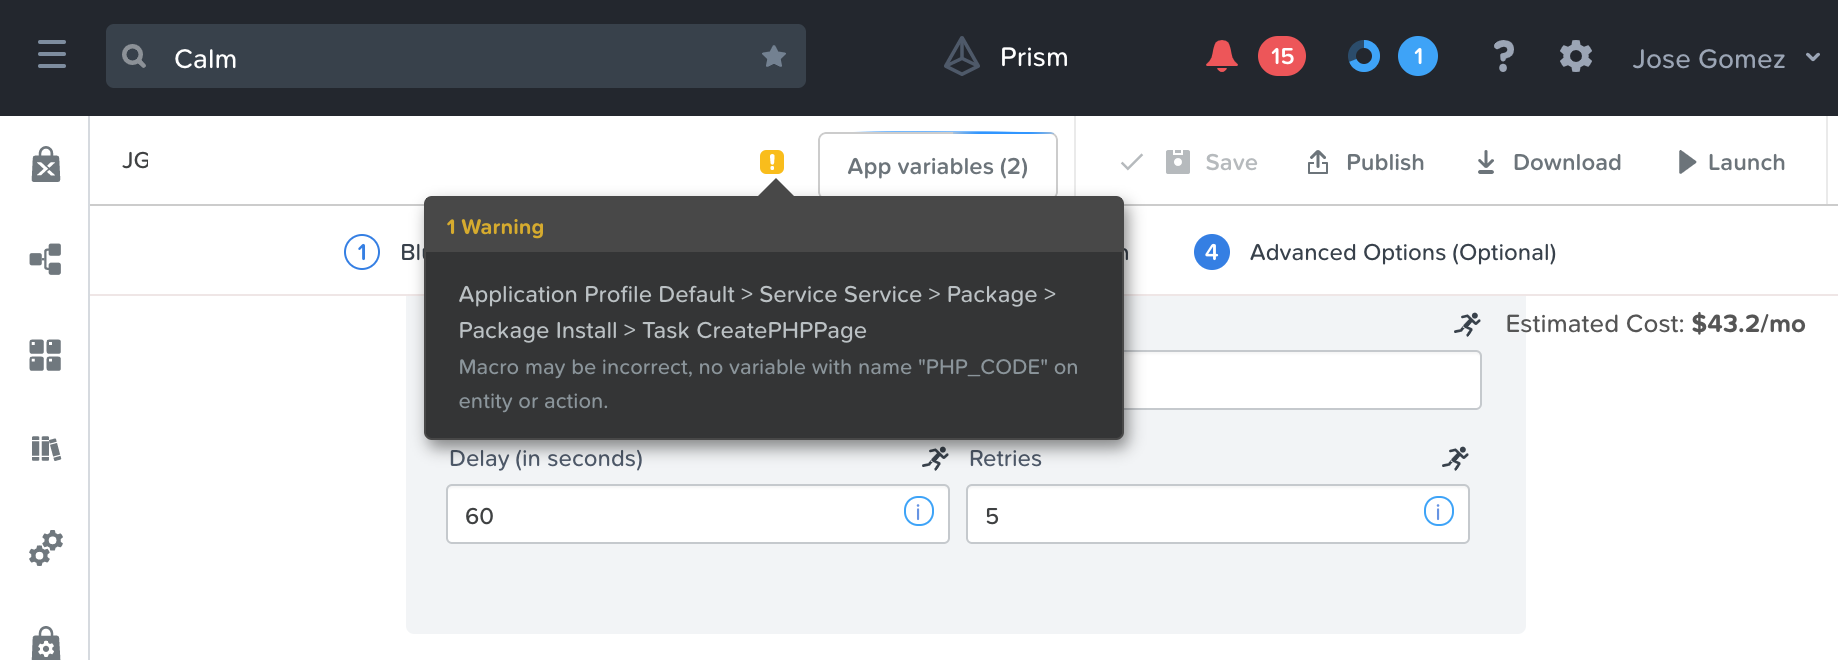 Calm
Prism
15
1
?
Jose Gomez
JG
App variables (2)
Save
Publish
Download
Launch
1 Warning
1
4
Advanced Options (Optional)
Application Profile Default > Service Service > Package >
Package Install > Task CreatePHPPage
Macro may be incorrect, no variable with name "PHP_CODE" on
entity or action.
Estimated Cost: $43.2/mo
Delay (in seconds)
Retries
60
5